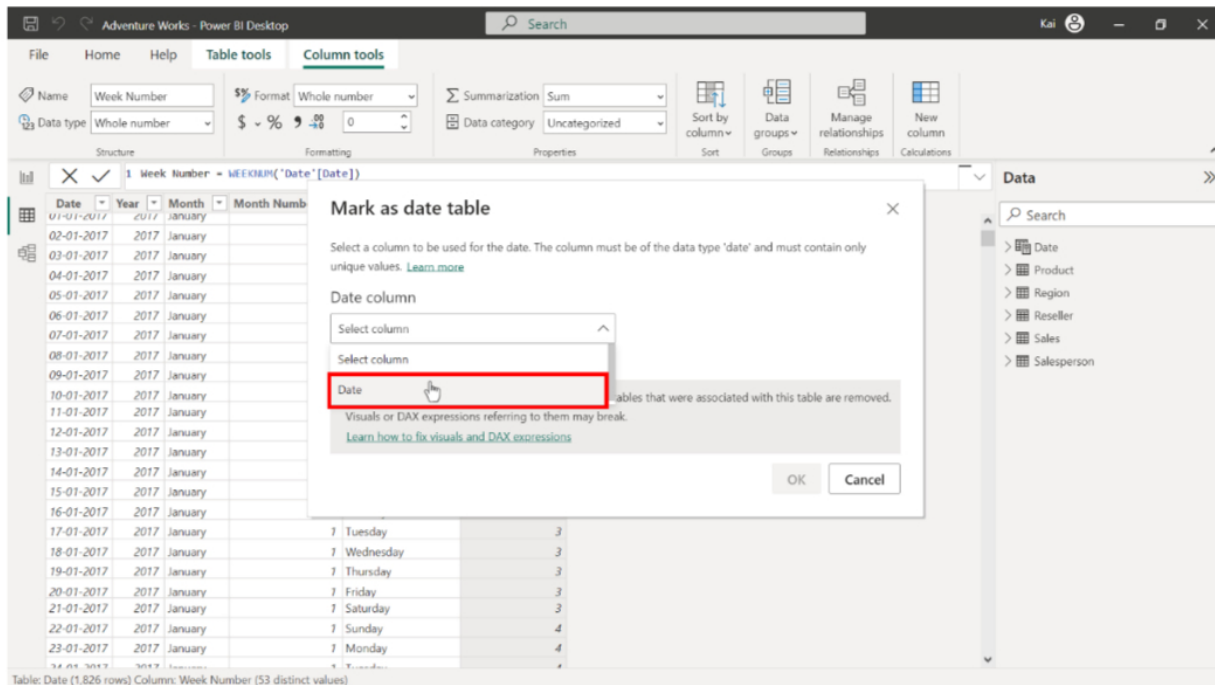 Adventure Works - Power BI Desktop
Search
Kai
File Home Help Table tools Column tools
Name Week Number
Format Whole number
Summarization Sum
Data type Whole number
$ % 0
Data category Uncategorized
Sort by column
Data groups
Manage relationships
New column
Structure Formatting Properties Sort Groups Relationships Calculations
1 Week Number = WEEKNUM('Date'[Date])
Data
Search
Date
Product
Region
Reseller
Sales
Salesperson
Date Year Month Month Numb
01-01-2017 2017 January
02-01-2017 2017 January
03-01-2017 2017 January
04-01-2017 2017 January
05-01-2017 2017 January
06-01-2017 2017 January
07-01-2017 2017 January
08-01-2017 2017 January
09-01-2017 2017 January
10-01-2017 2017 January
11-01-2017 2017 January
12-01-2017 2017 January
13-01-2017 2017 January
14-01-2017 2017 January
15-01-2017 2017 January
16-01-2017 2017 January
17-01-2017 2017 January 1 Tuesday 3
18-01-2017 2017 January 1 Wednesday 3
19-01-2017 2017 January 1 Thursday 3
20-01-2017 2017 January 1 Friday 3
21-01-2017 2017 January 1 Saturday 3
22-01-2017 2017 January 1 Sunday 4
23-01-2017 2017 January 1 Monday 4
24-01-2017 2017 January 1 Tuesday 4
Mark as date table
Select a column to be used for the date. The column must be of the data type 'date' and must contain only
unique values. Learn more
Date column
Select column
Select column
Date
ables that were associated with this table are removed.
Visuals or DAX expressions referring to them may break.
Learn how to fix visuals and DAX expressions
OK Cancel
Table: Date (1,826 rows) Column: Week Number (53 distinct values)